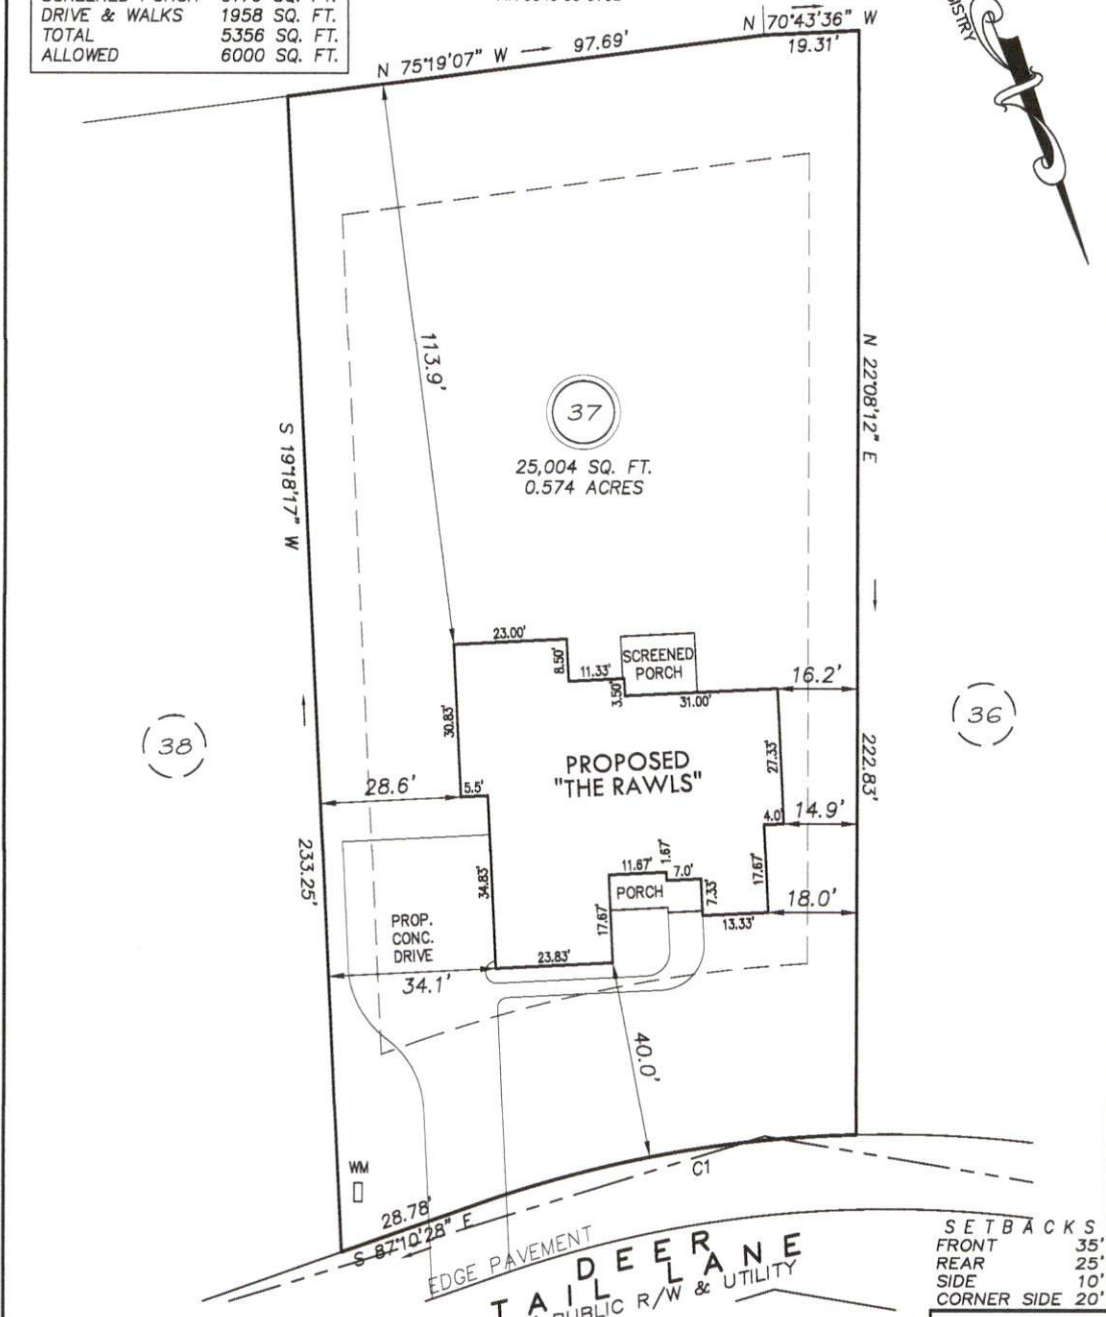 DRIVE & WALKS 1958 SQ. FT.
TOTAL 5356 SQ. FT.
ALLOWED 6000 SQ. FT.
N 75°19'07" W
97.69'
N 70°43'36" W
19.31'
113.9'
37
25,004 SQ. FT.
0.574 ACRES
S 19°18'17" W
N 22°08'12" E
23.00'
8.50'
11.33'
3.50'
SCREENED
PORCH
31.00'
16.2'
38
36
30.83'
PROPOSED
"THE RAWLS"
27.33'
222.83'
28.6'
5.5'
4.0'
14.9'
233.25'
34.83'
11.67'
1.67'
7.0'
PORCH
7.33'
17.67'
17.67'
18.0'
13.33'
PROP.
CONC.
DRIVE
23.83'
34.1'
40.0'
WM
C1
28.78'
S 87°10'28" E
EDGE PAVEMENT
DEER
TAIL LANE
PUBLIC R/W & UTILITY
SETBACKS
FRONT 35'
REAR 25'
SIDE 10'
CORNER SIDE 20'